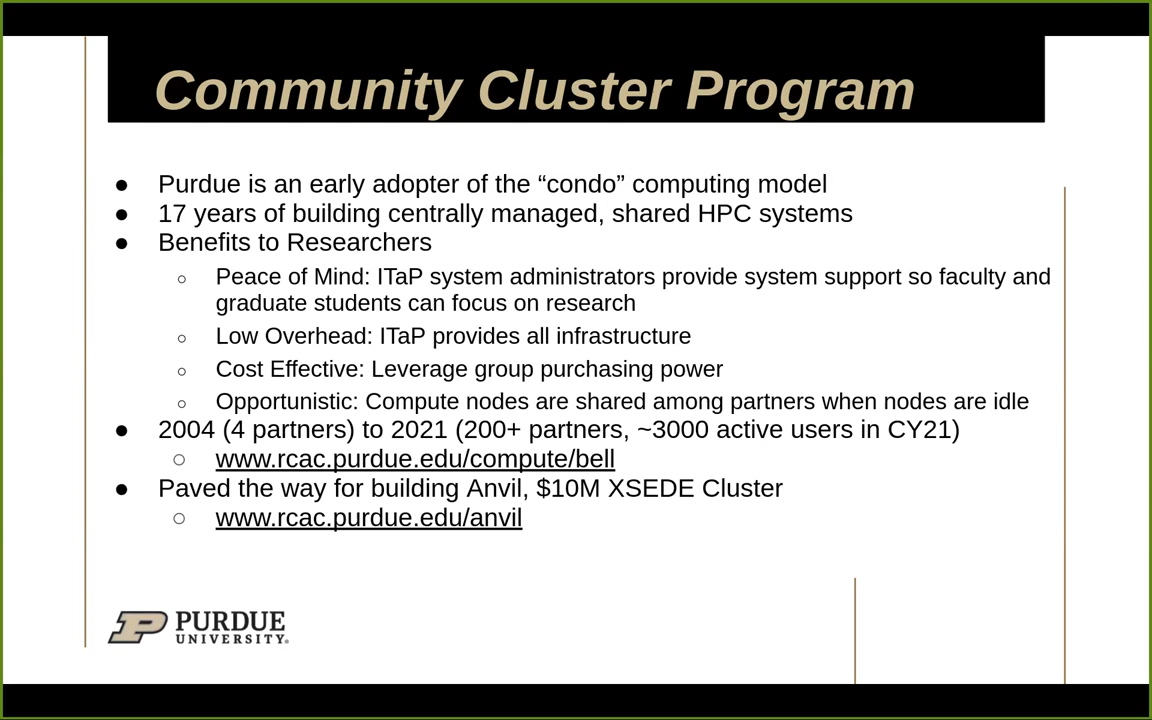 Community Cluster Program
● Purdue is an early adopter of the “condo” computing model
● 17 years of building centrally managed, shared HPC systems
● Benefits to Researchers
○ Peace of Mind: ITaP system administrators provide system support so faculty and
graduate students can focus on research
○ Low Overhead: ITaP provides all infrastructure
○ Cost Effective: Leverage group purchasing power
○ Opportunistic: Compute nodes are shared among partners when nodes are idle
● 2004 (4 partners) to 2021 (200+ partners, ~3000 active users in CY21)
○ www.rcac.purdue.edu/compute/bell
● Paved the way for building Anvil, $10M XSEDE Cluster
○ www.rcac.purdue.edu/anvil
P PURDUE
UNIVERSITY®